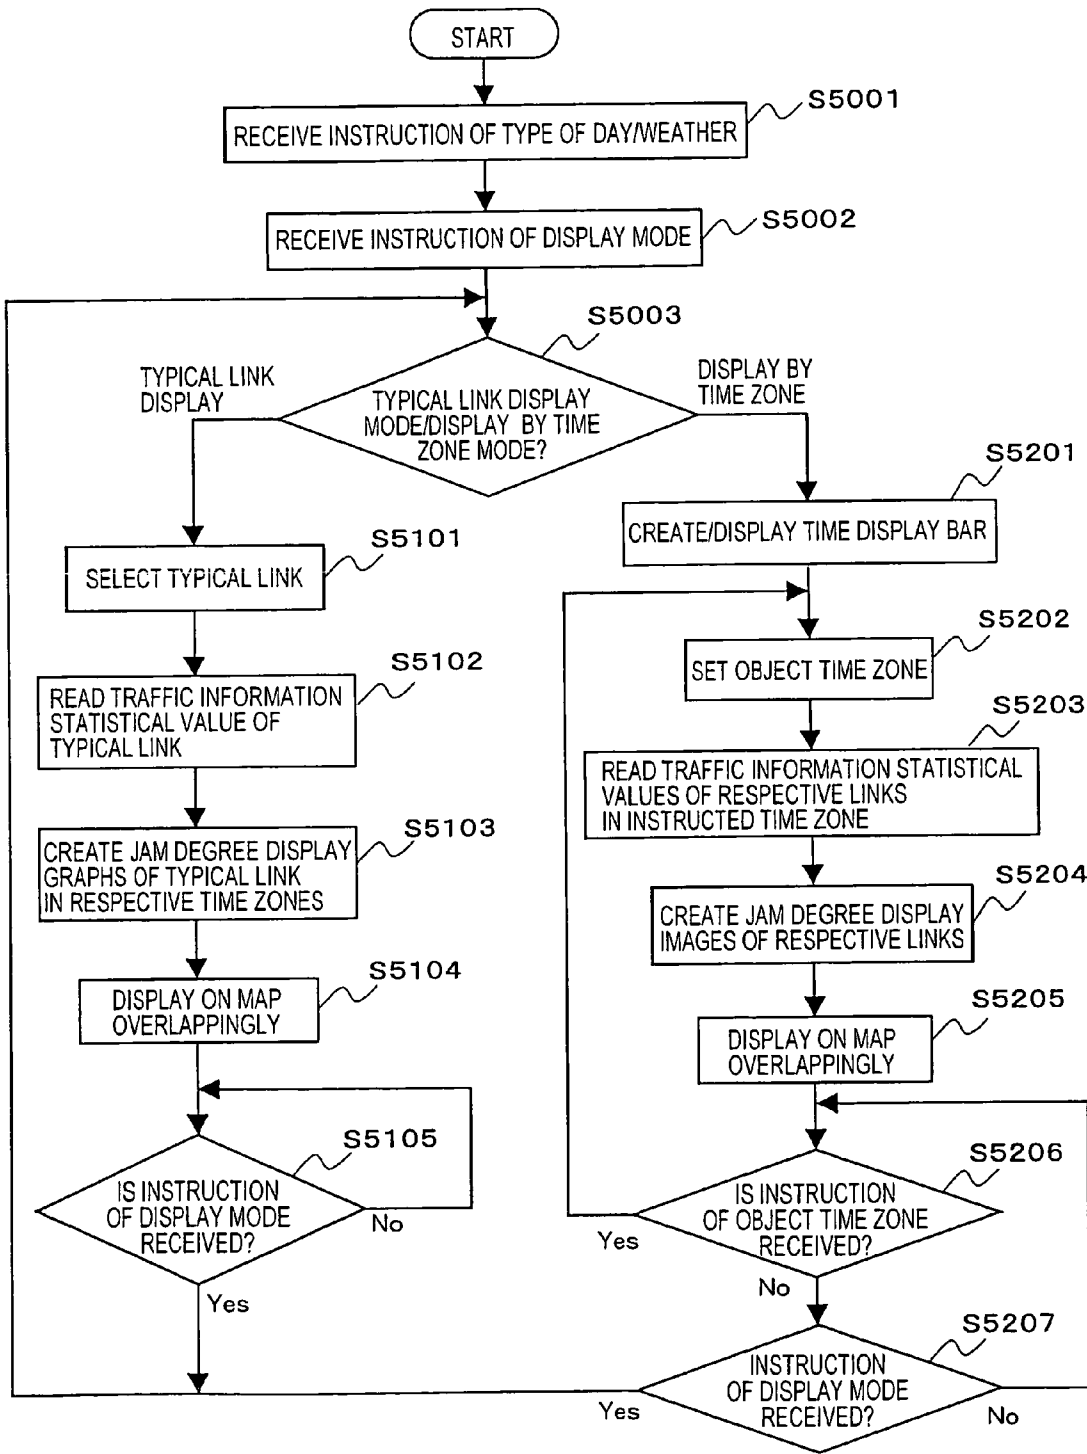 START
S5001
RECEIVE INSTRUCTION OF TYPE OF DAY/WEATHER
S5002
RECEIVE INSTRUCTION OF DISPLAY MODE
S5003
TYPICAL LINK
DISPLAY
DISPLAY BY
TIME ZONE
TYPICAL LINK DISPLAY
MODE/DISPLAY BY TIME
ZONE MODE?
S5101
SELECT TYPICAL LINK
S5102
READ TRAFFIC INFORMATION
STATISTICAL VALUE OF
TYPICAL LINK
S5103
CREATE JAM DEGREE DISPLAY
GRAPHS OF TYPICAL LINK
IN RESPECTIVE TIME ZONES
S5104
DISPLAY ON MAP
OVERLAPPINGLY
S5105
IS INSTRUCTION
OF DISPLAY MODE
RECEIVED?
No
Yes
S5201
CREATE/DISPLAY TIME DISPLAY BAR
S5202
SET OBJECT TIME ZONE
S5203
READ TRAFFIC INFORMATION STATISTICAL
VALUES OF RESPECTIVE LINKS
IN INSTRUCTED TIME ZONE
S5204
CREATE JAM DEGREE DISPLAY
IMAGES OF RESPECTIVE LINKS
S5205
DISPLAY ON MAP
OVERLAPPINGLY
S5206
IS INSTRUCTION
OF OBJECT TIME ZONE
RECEIVED?
Yes
No
S5207
INSTRUCTION
OF DISPLAY MODE
RECEIVED?
Yes
No